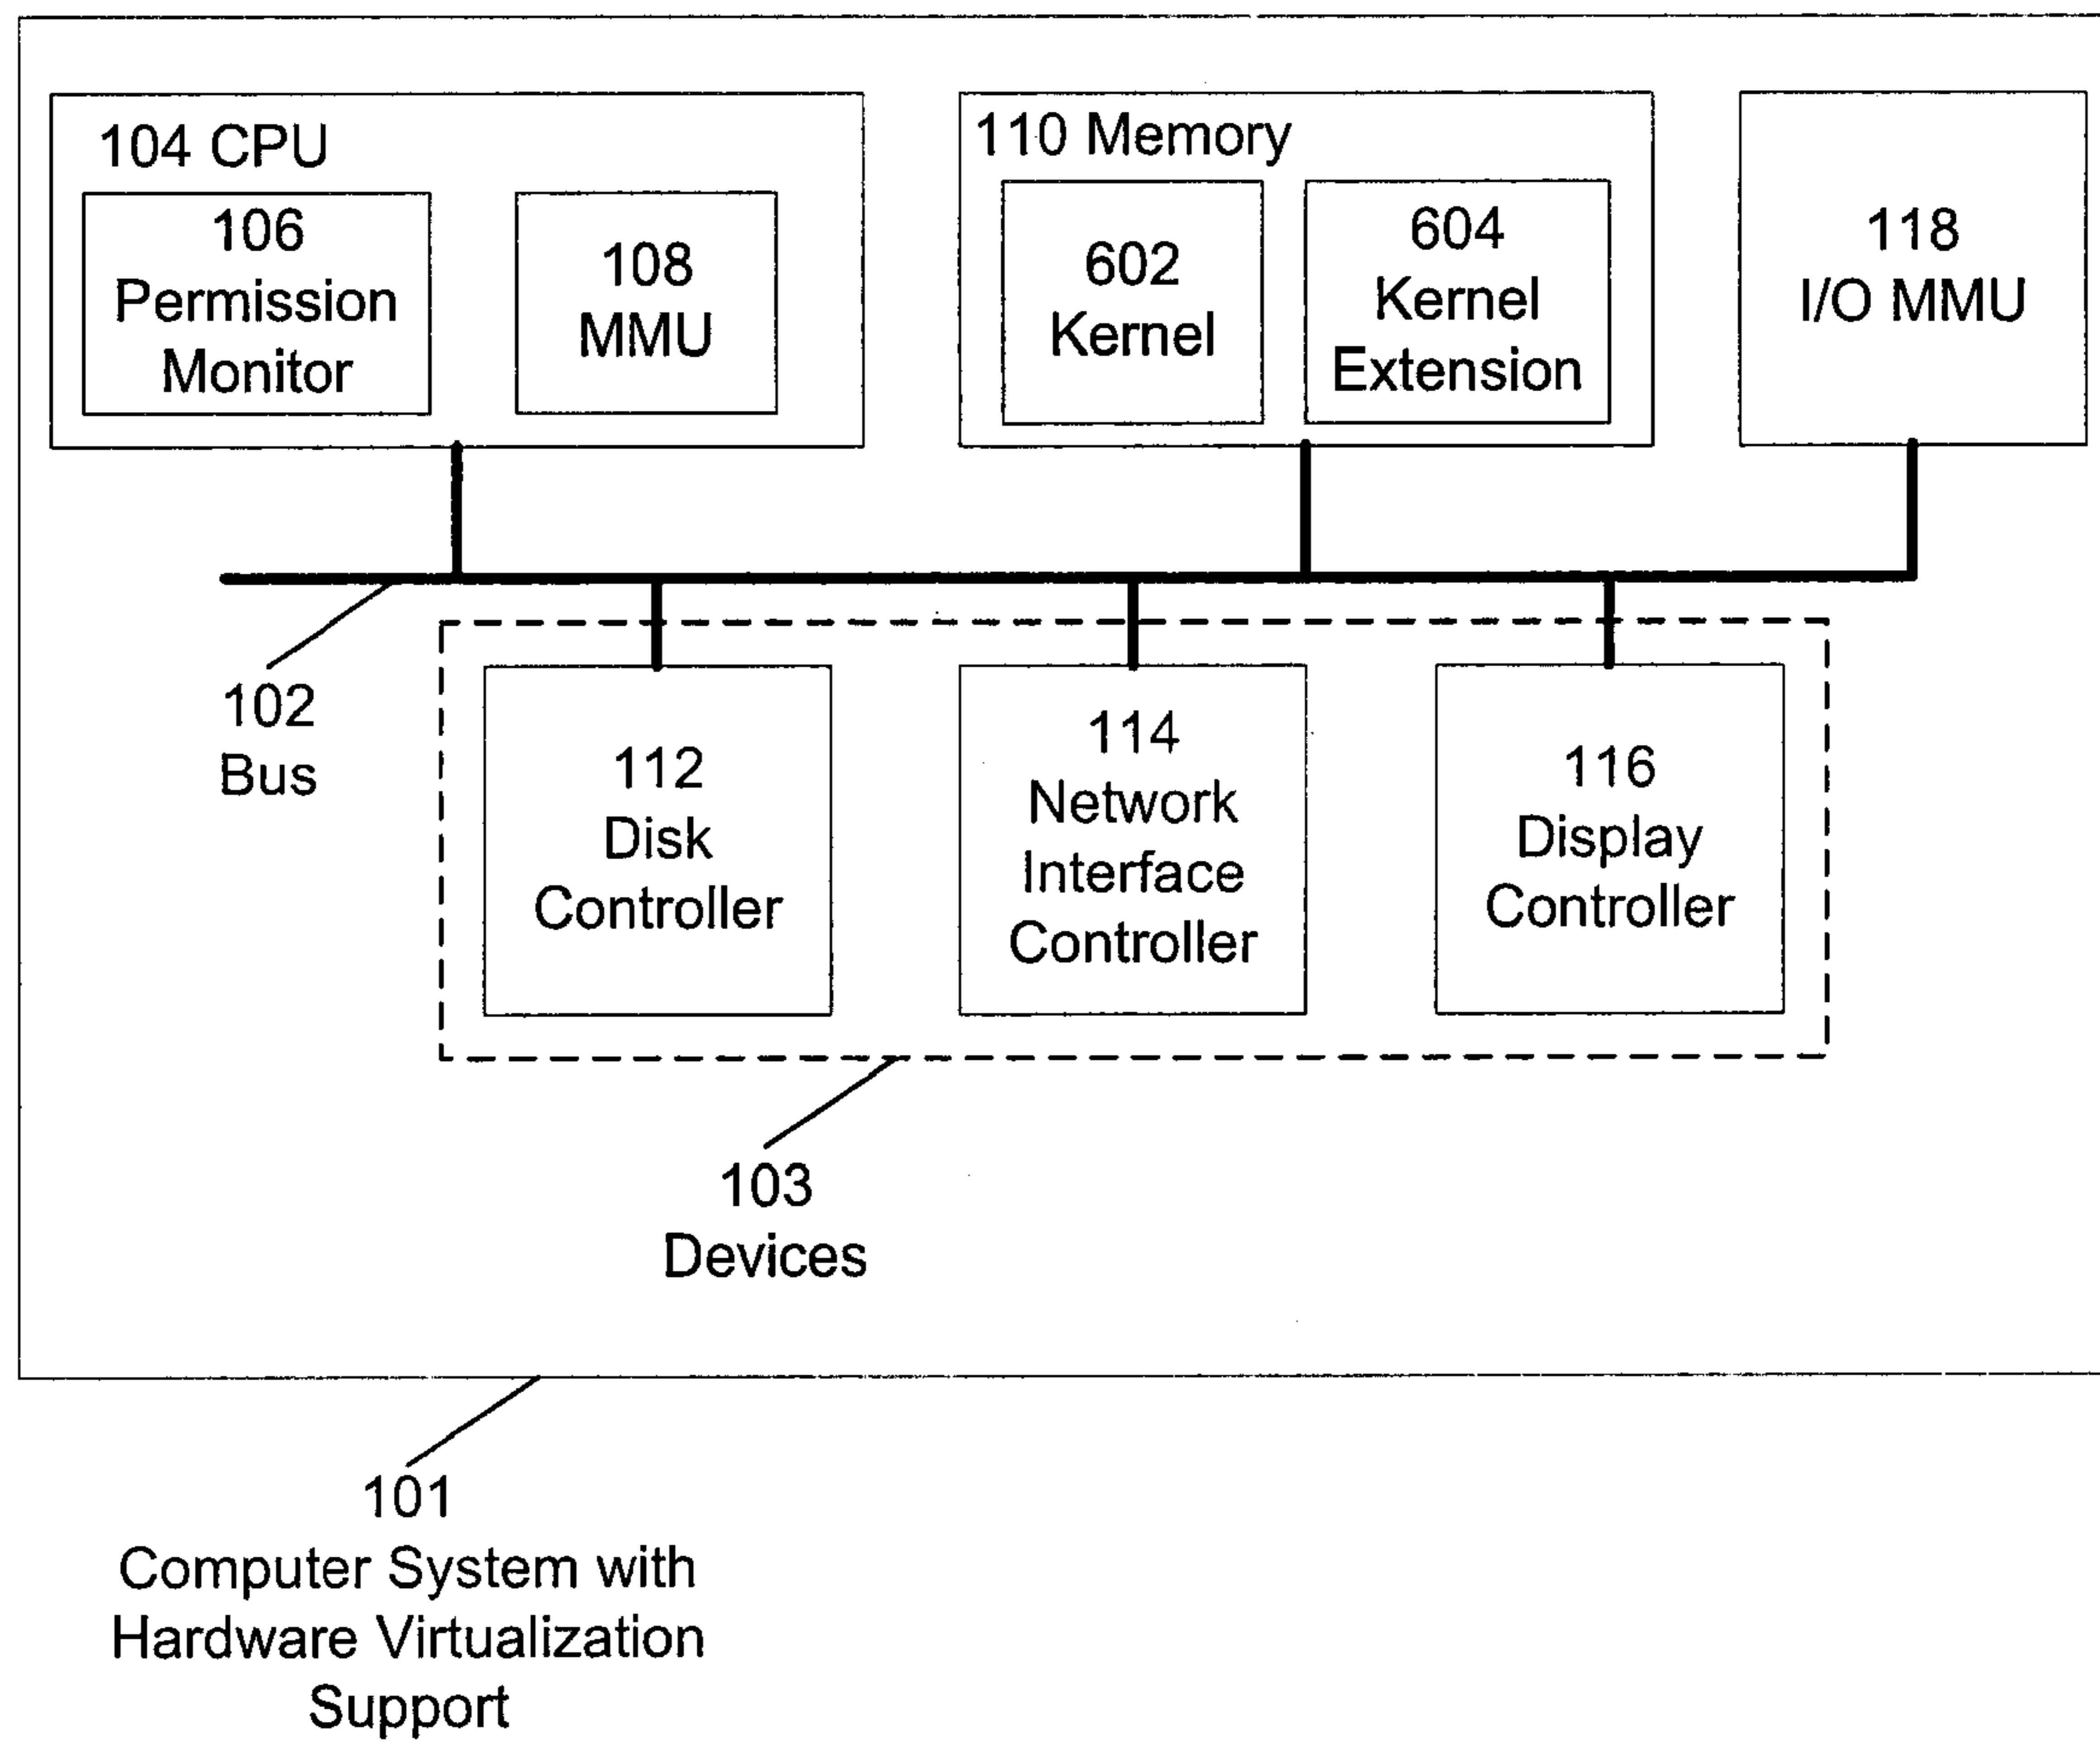 104 CPU
106
Permission
Monitor
108
MMU
110 Memory
602
Kernel
604
Kernel
Extension
118
I/O MMU
102
Bus
112
Disk
Controller
114
Network
Interface
Controller
116
Display
Controller
103
Devices
101
Computer System with
Hardware Virtualization
Support